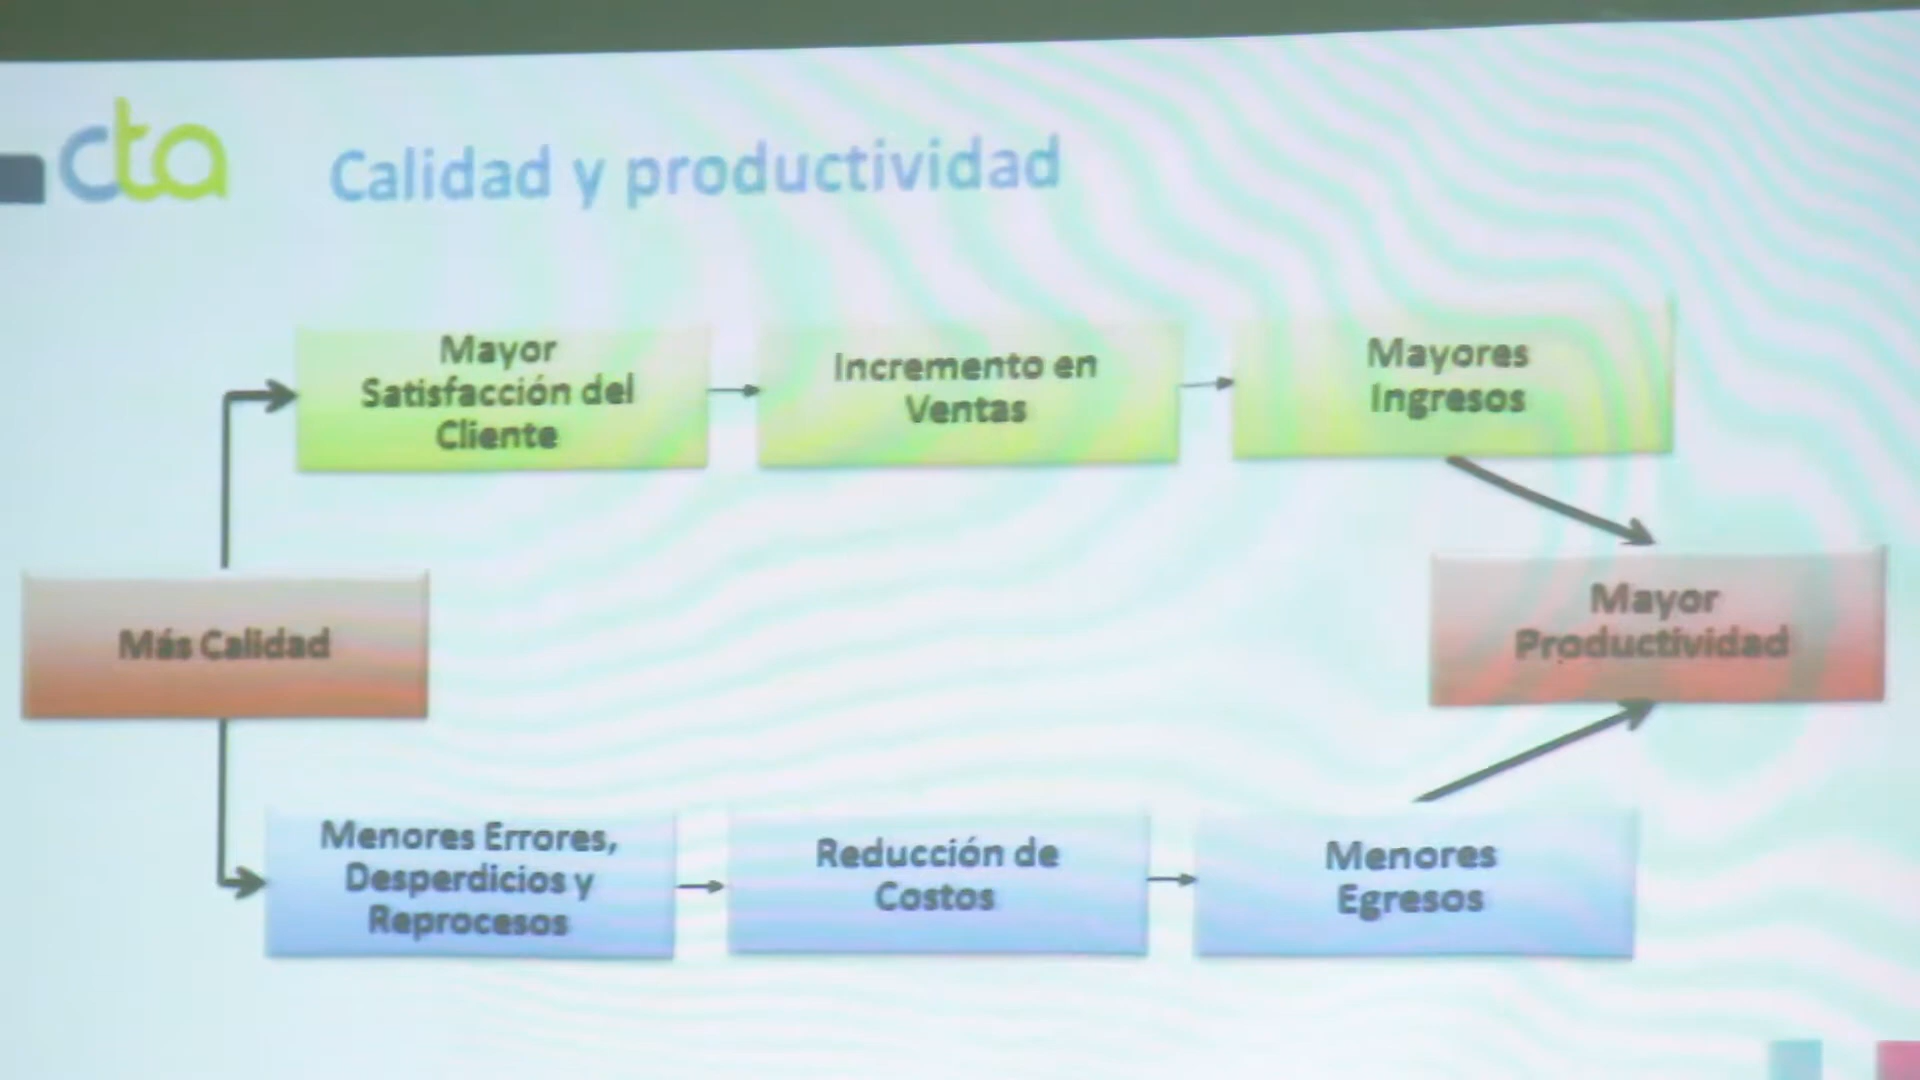 cta
Calidad y productividad
Mayor
Satisfacción del
Cliente
Incremento en
Ventas
Mayores
Ingresos
Más Calidad
Mayor
Productividad
Menores Errores,
Desperdicios y
Reprocesos
Reducción de
Costos
Menores
Egresos